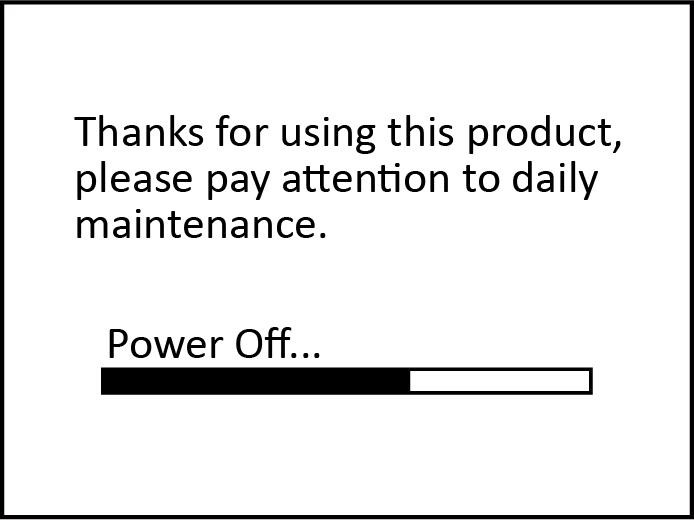 Thanks for using this product,
please pay attention to daily
maintenance.
Power Off...